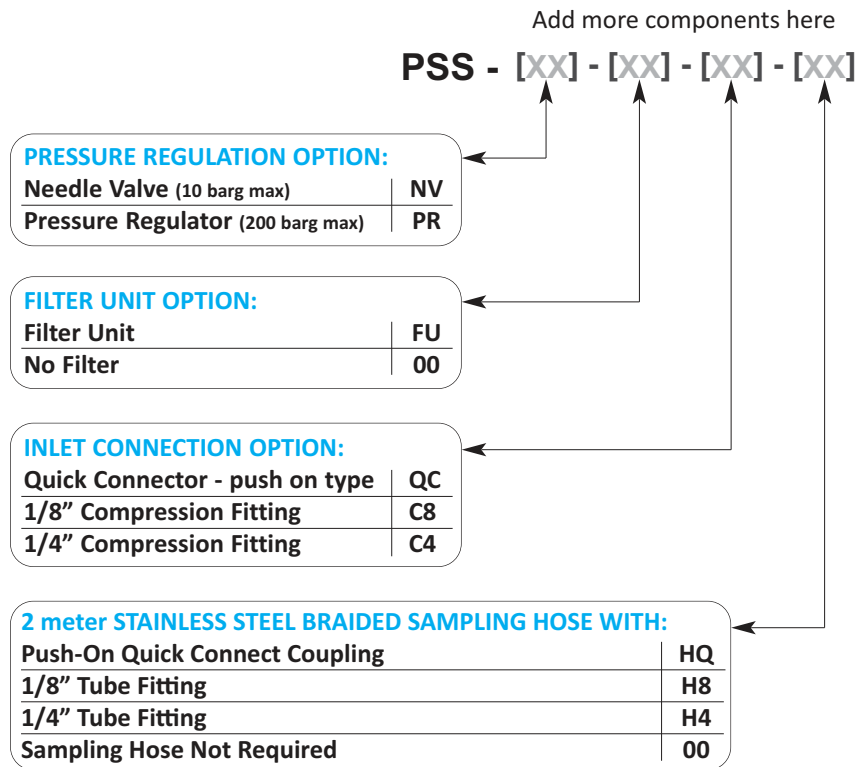 Add more components here
PSS - [XX] - [XX] - [XX] - [XX]
PRESSURE REGULATION OPTION:
Needle Valve (10 barg max) NV
Pressure Regulator (200 barg max) PR
FILTER UNIT OPTION:
Filter Unit FU
No Filter 00
INLET CONNECTION OPTION:
Quick Connector - push on type QC
1/8” Compression Fitting C8
1/4” Compression Fitting C4
2 meter STAINLESS STEEL BRAIDED SAMPLING HOSE WITH:
Push-On Quick Connect Coupling HQ
1/8” Tube Fitting H8
1/4” Tube Fitting H4
Sampling Hose Not Required 00